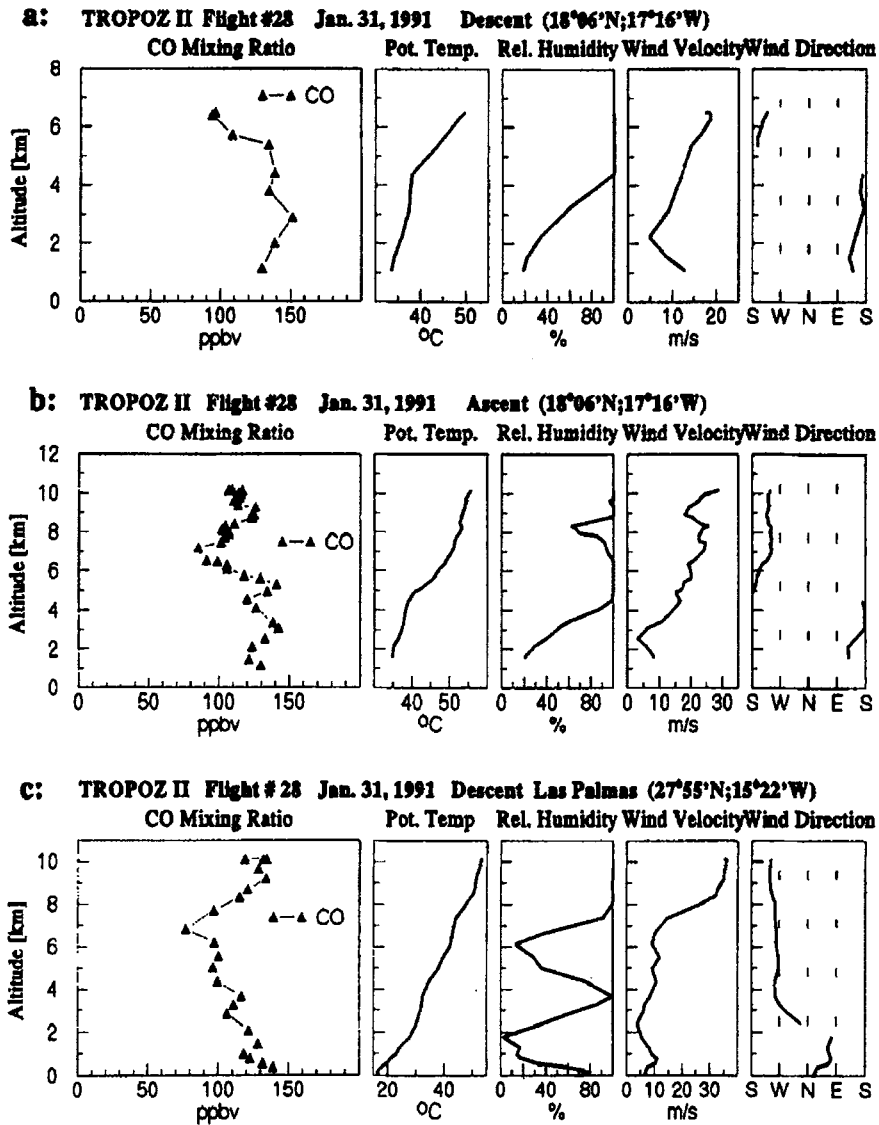 a: TROPOZ II Flight #28 Jan. 31, 1991 Descent (18°06'N;17°16'W)
CO Mixing Ratio Pot. Temp. Rel. Humidity Wind Velocity Wind Direction
8
6
4
2
0
Altitude [km]
CO
0 50 100 150
ppbv
40 50
°C
0 40 80
%
0 10 20
m/s
S W N E S
b: TROPOZ II Flight #28 Jan. 31, 1991 Ascent (18°06'N;17°16'W)
CO Mixing Ratio Pot. Temp. Rel. Humidity Wind Velocity Wind Direction
12
10
8
6
4
2
0
Altitude [km]
CO
0 50 100 150
ppbv
40 50
°C
0 40 80
%
0 10 20 30
m/s
S W N E S
c: TROPOZ II Flight # 28 Jan. 31, 1991 Descent Las Palmas (27°55'N;15°22'W)
CO Mixing Ratio Pot. Temp Rel. Humidity Wind Velocity Wind Direction
10
8
6
4
2
0
Altitude [km]
CO
0 50 100 150
ppbv
20 30 40 50
°C
0 40 80
%
0 10 20 30
m/s
S W N E S